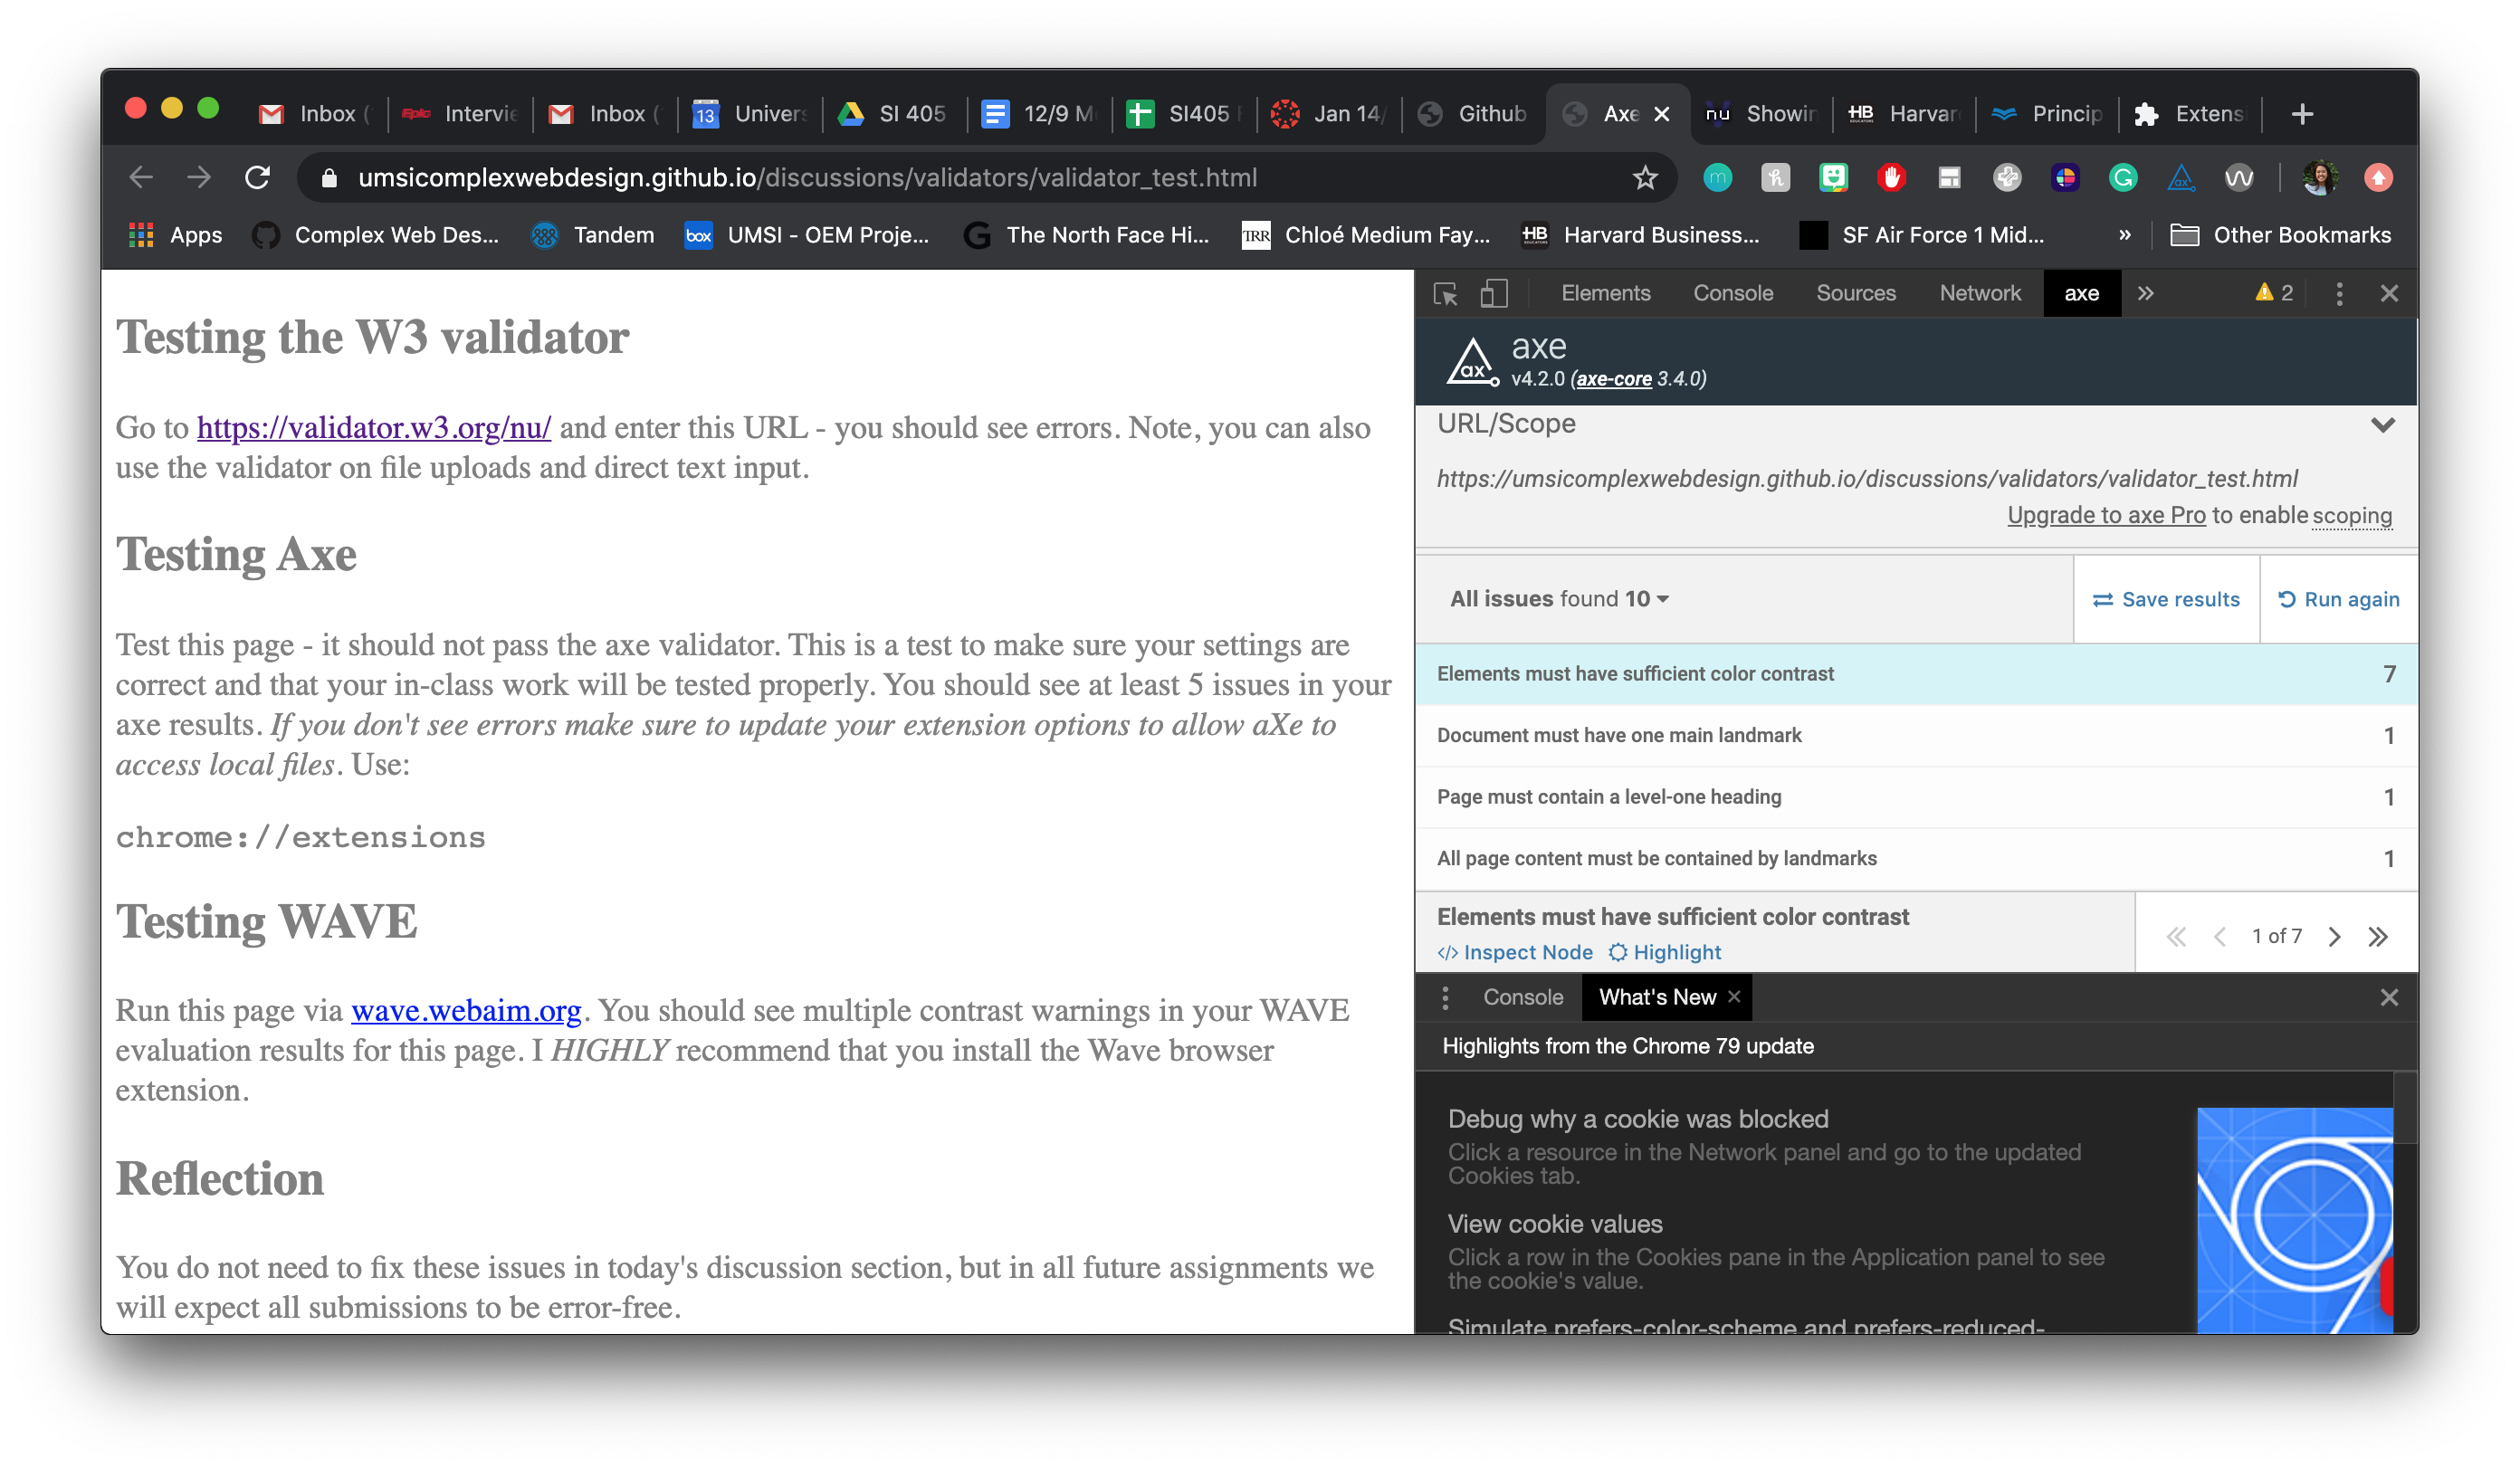 Inbox (
Intervie
Inbox (
Univers
SI 405
12/9 M
SI405
Jan 14/
Github
Axe
Showin
Harvar
Princip
Extens
umsicomplexwebdesign.github.io/discussions/validators/validator_test.html
Apps
Complex Web Des...
Tandem
UMSI - OEM Proje...
The North Face Hi...
Chloé Medium Fay...
Harvard Business...
SF Air Force 1 Mid...
»
Other Bookmarks
Testing the W3 validator
Go to https://validator.w3.org/nu/ and enter this URL - you should see errors. Note, you can also
use the validator on file uploads and direct text input.
Testing Axe
Test this page - it should not pass the axe validator. This is a test to make sure your settings are
correct and that your in-class work will be tested properly. You should see at least 5 issues in your
axe results. If you don't see errors make sure to update your extension options to allow aXe to
access local files. Use:
chrome://extensions
Testing WAVE
Run this page via wave.webaim.org. You should see multiple contrast warnings in your WAVE
evaluation results for this page. I HIGHLY recommend that you install the Wave browser
extension.
Reflection
You do not need to fix these issues in today's discussion section, but in all future assignments we
will expect all submissions to be error-free.
Elements Console Sources Network axe » 2
axe
v4.2.0 (axe-core 3.4.0)
URL/Scope
https://umsicomplexwebdesign.github.io/discussions/validators/validator_test.html
Upgrade to axe Pro to enable scoping
All issues found 10
Save results
Run again
Elements must have sufficient color contrast 7
Document must have one main landmark 1
Page must contain a level-one heading 1
All page content must be contained by landmarks 1
Elements must have sufficient color contrast
</> Inspect Node Highlight
1 of 7
Console What's New
Highlights from the Chrome 79 update
Debug why a cookie was blocked
Click a resource in the Network panel and go to the updated
Cookies tab.
View cookie values
Click a row in the Cookies pane in the Application panel to see
the cookie's value.
Simulate prefers-color-scheme and prefers-reduced-